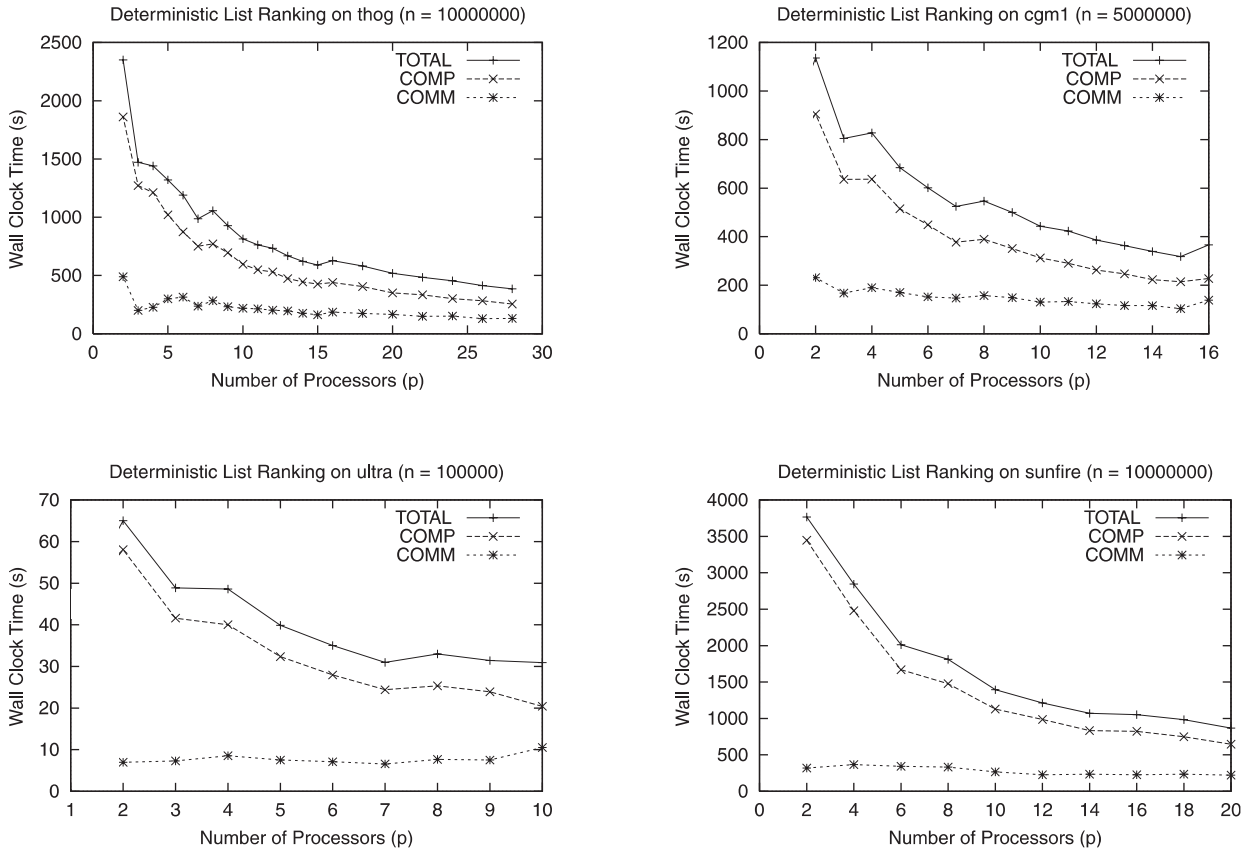 Deterministic List Ranking on thog (n = 10000000)
2500
2000
1500
1000
500
0
Wall Clock Time (s)
TOTAL
COMP
COMM
0 5 10 15 20 25 30
Number of Processors (p)
Deterministic List Ranking on cgm1 (n = 5000000)
1200
1000
800
600
400
200
0
Wall Clock Time (s)
TOTAL
COMP
COMM
0 2 4 6 8 10 12 14 16
Number of Processors (p)
Deterministic List Ranking on ultra (n = 100000)
70
60
50
40
30
20
10
0
Wall Clock Time (s)
TOTAL
COMP
COMM
1 2 3 4 5 6 7 8 9 10
Number of Processors (p)
Deterministic List Ranking on sunfire (n = 10000000)
4000
3500
3000
2500
2000
1500
1000
500
0
Wall Clock Time (s)
TOTAL
COMP
COMM
0 2 4 6 8 10 12 14 16 18 20
Number of Processors (p)